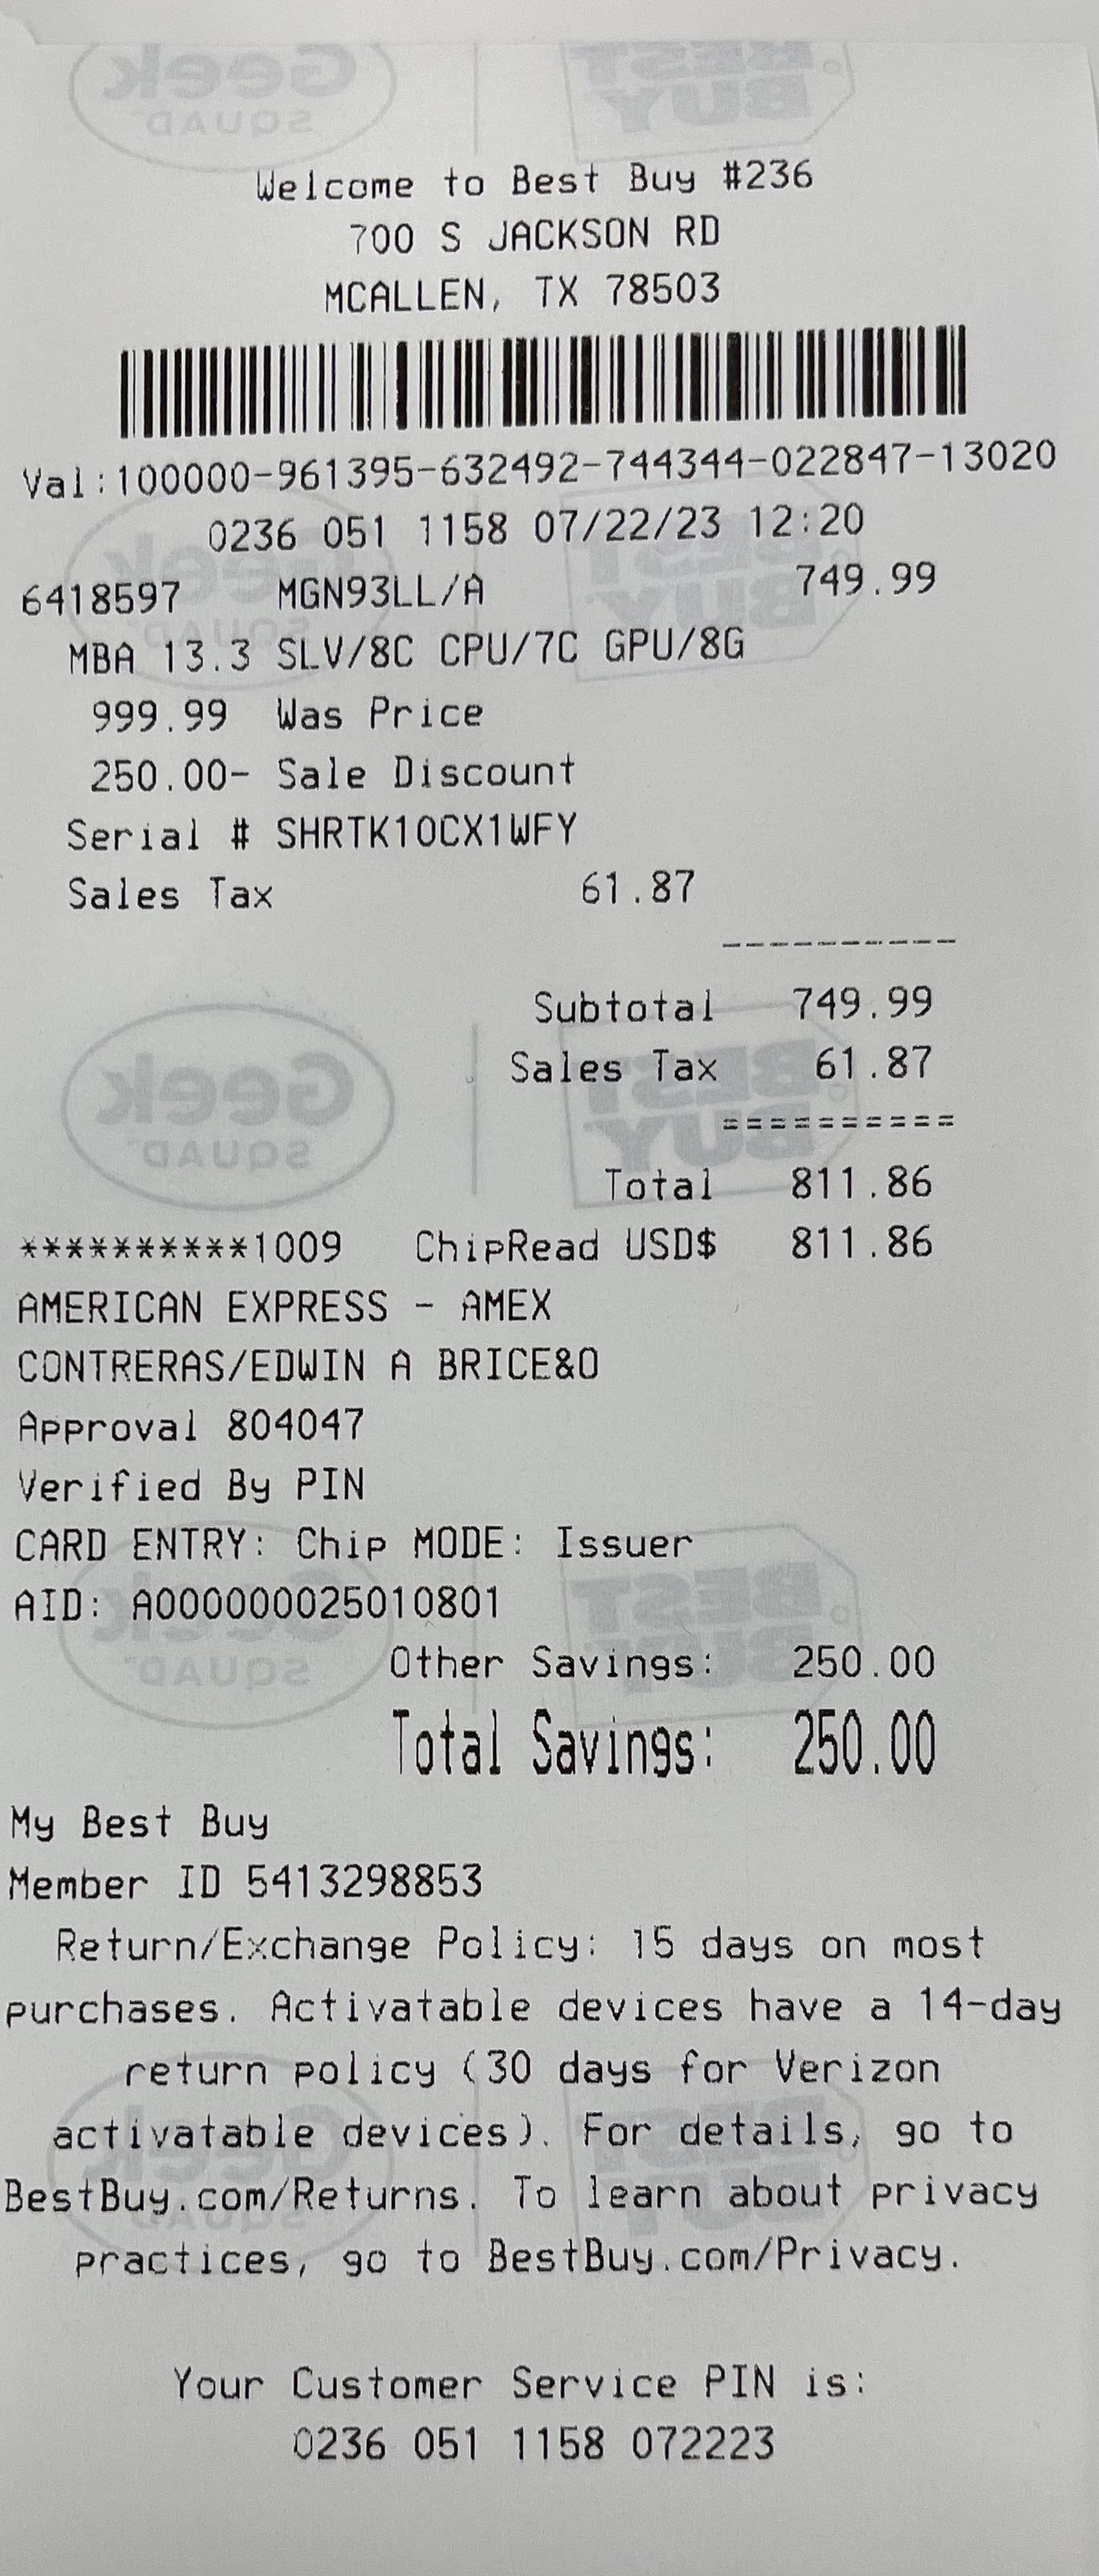 Welcome to Best Buy #236
700 S JACKSON RD
MCALLEN, TX 78503
Val:100000-961395-632492-744344-022847-13020
0236 051 1158 07/22/23 12:20
6418597 MGN93LL/A 749.99
MBA 13.3 SLV/8C CPU/7C GPU/8G
999.99 Was Price
250.00- Sale Discount
Serial # SHRTK10CX1WFY
Sales Tax 61.87
----------
Subtotal 749.99
Sales Tax 61.87
==========
Total 811.86
**********1009 ChipRead USD$ 811.86
AMERICAN EXPRESS - AMEX
CONTRERAS/EDWIN A BRICE&O
Approval 804047
Verified By PIN
CARD ENTRY: Chip MODE: Issuer
AID: A000000025010801
Other Savings: 250.00
Total Savings: 250.00
My Best Buy
Member ID 5413298853
Return/Exchange Policy: 15 days on most
purchases. Activatable devices have a 14-day
return policy (30 days for Verizon
activatable devices). For details, go to
BestBuy.com/Returns. To learn about privacy
practices, go to BestBuy.com/Privacy.
Your Customer Service PIN is:
0236 051 1158 072223